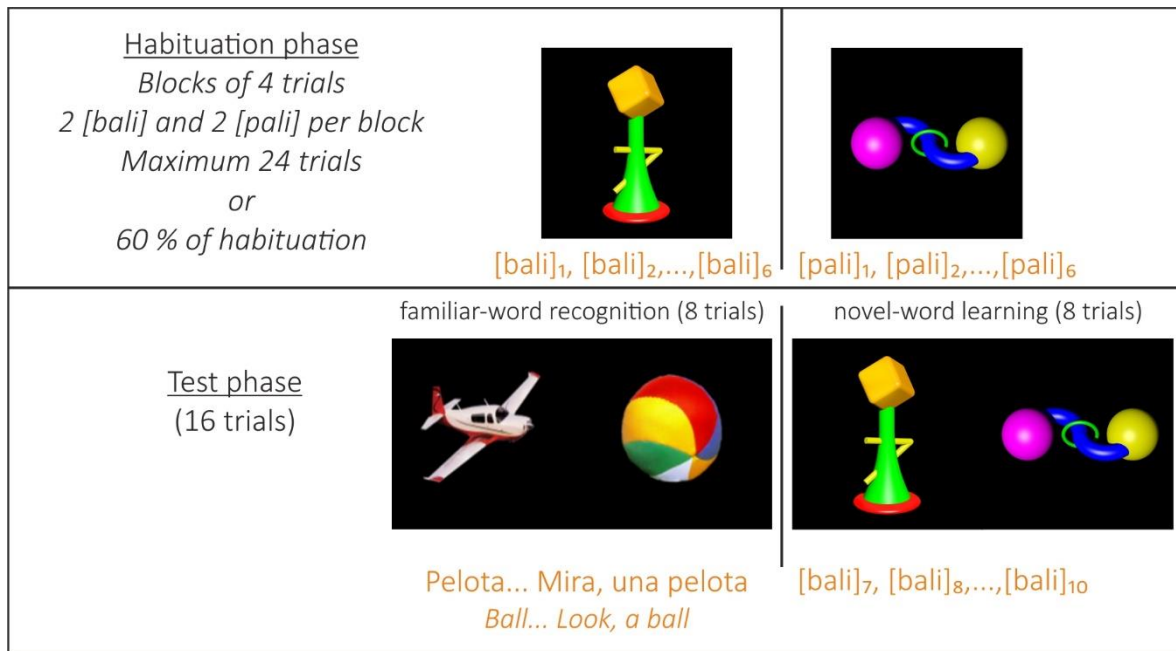 Habituation phase
Blocks of 4 trials
2 [bali] and 2 [pali] per block
Maximum 24 trials
or
60 % of habituation
[bali]₁, [bali]₂,...,[bali]₆
[pali]₁, [pali]₂,...,[pali]₆
Test phase
(16 trials)
familiar-word recognition (8 trials)
Pelota... Mira, una pelota
Ball... Look, a ball
novel-word learning (8 trials)
[bali]₇, [bali]₈,...,[bali]₁₀